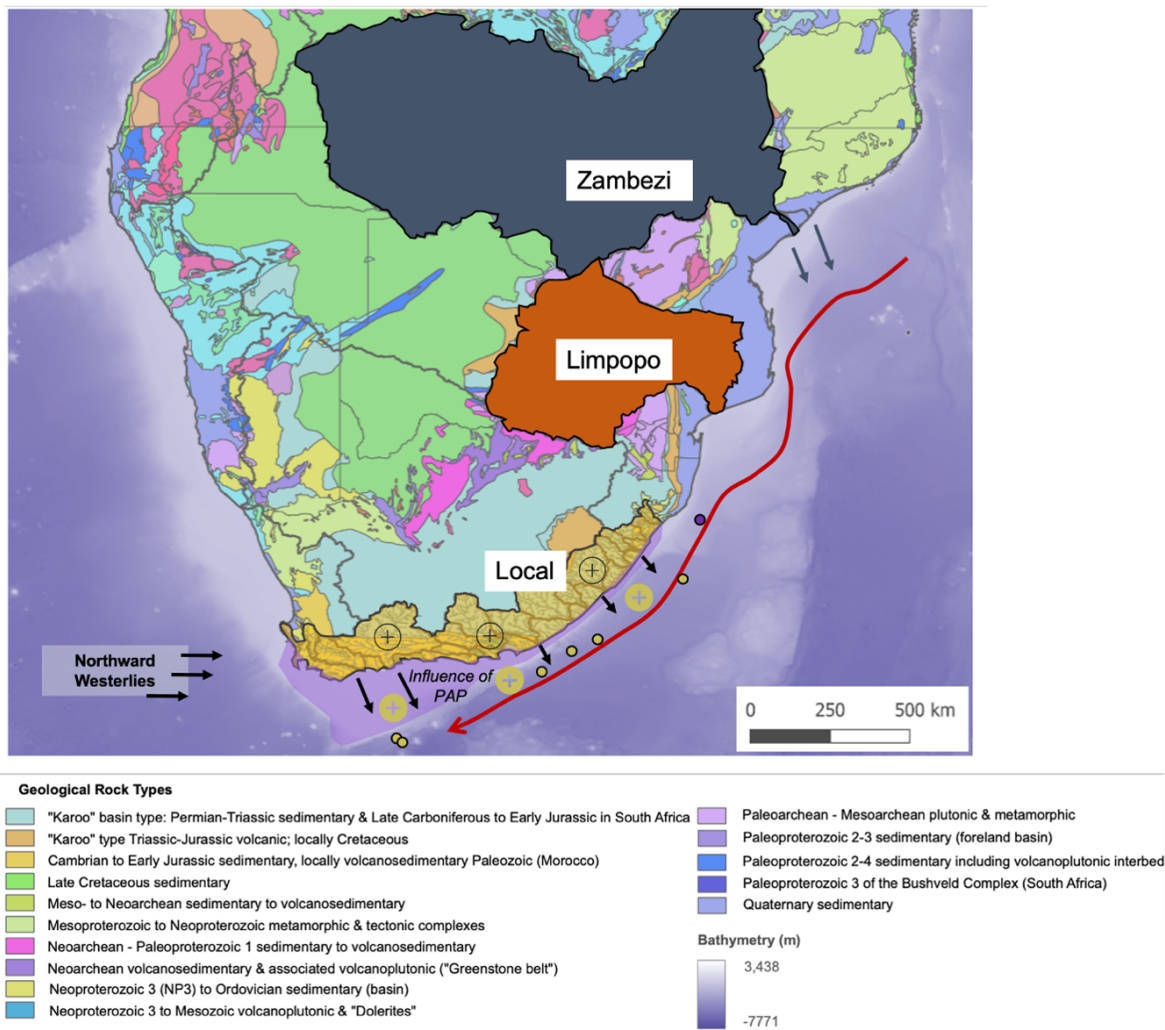 Zambezi
Limpopo
Local
Northward
Westerlies
Influence of
PAP
0 250 500 km
Geological Rock Types
"Karoo" basin type: Permian-Triassic sedimentary & Late Carboniferous to Early Jurassic in South Africa
"Karoo" type Triassic-Jurassic volcanic; locally Cretaceous
Cambrian to Early Jurassic sedimentary, locally volcanosedimentary Paleozoic (Morocco)
Late Cretaceous sedimentary
Meso- to Neoarchean sedimentary to volcanosedimentary
Mesoproterozoic to Neoproterozoic metamorphic & tectonic complexes
Neoarchean - Paleoproterozoic 1 sedimentary to volcanosedimentary
Neoarchean volcanosedimentary & associated volcanoplutonic ("Greenstone belt")
Neoproterozoic 3 (NP3) to Ordovician sedimentary (basin)
Neoproterozoic 3 to Mesozoic volcanoplutonic & "Dolerites"
Paleoarchean - Mesoarchean plutonic & metamorphic
Paleoproterozoic 2-3 sedimentary (foreland basin)
Paleoproterozoic 2-4 sedimentary including volcanoplutonic interbed
Paleoproterozoic 3 of the Bushveld Complex (South Africa)
Quaternary sedimentary
Bathymetry (m)
3,438
-7771